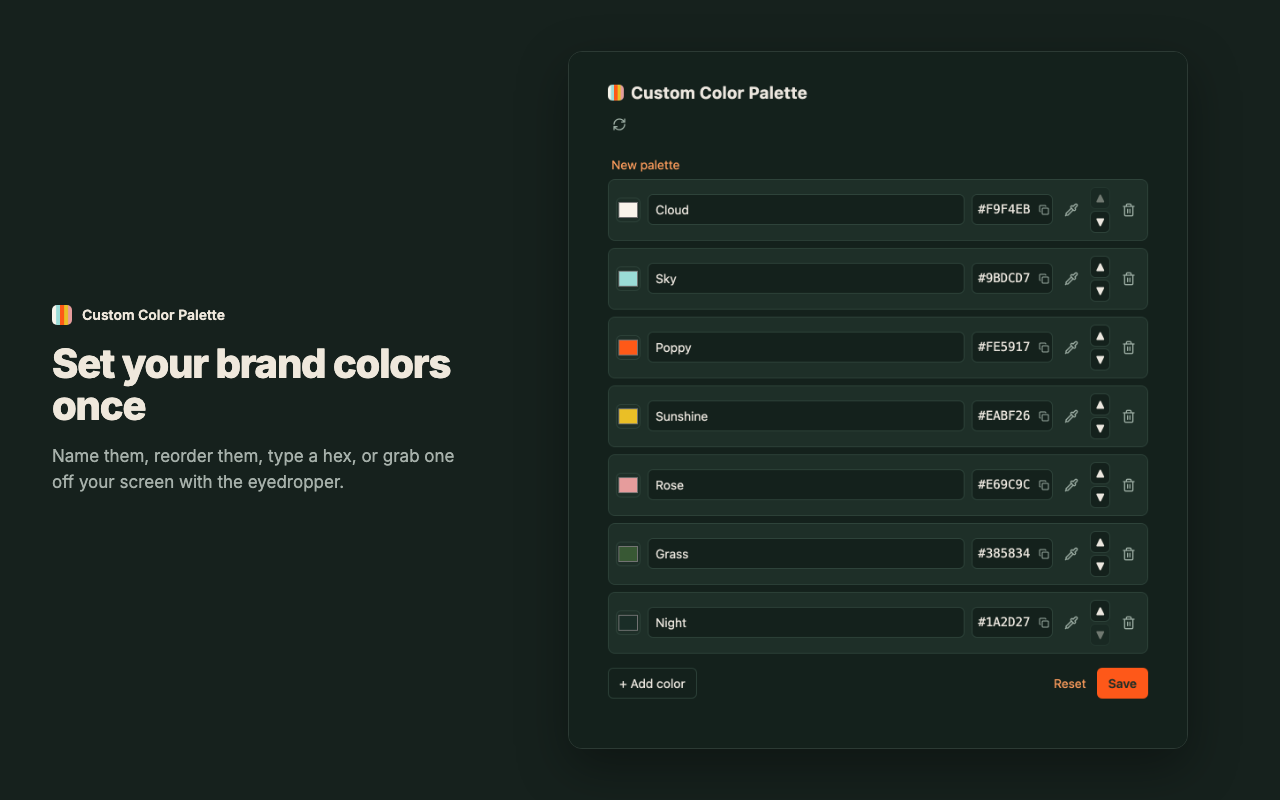 Custom Color Palette
Set your brand colors
once
Name them, reorder them, type a hex, or grab one
off your screen with the eyedropper.
Custom Color Palette
New palette
Cloud #F9F4EB
Sky #9BDCD7
Poppy #FE5917
Sunshine #EABF26
Rose #E69C9C
Grass #385834
Night #1A2D27
+ Add color Reset Save